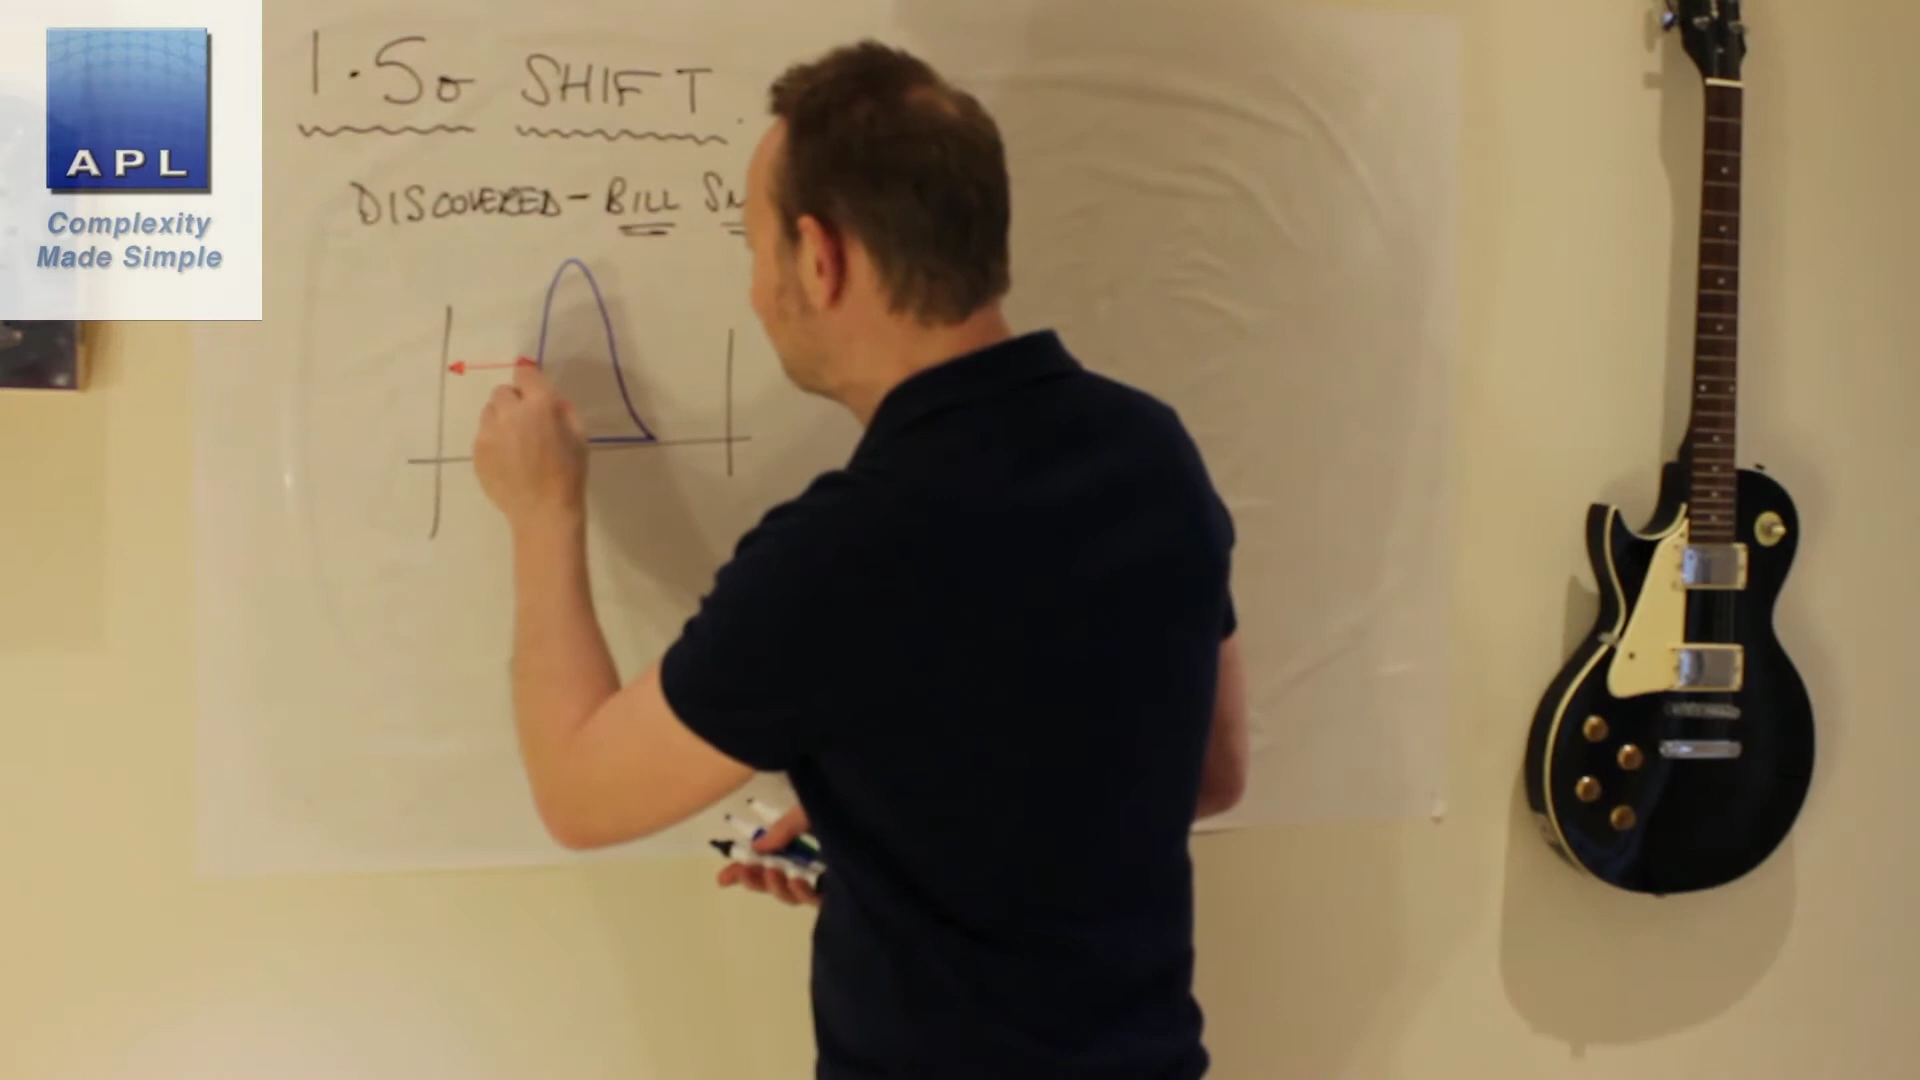 APL
Complexity
Made Simple
1.5σ SHIFT
DISCOVERED - BILL